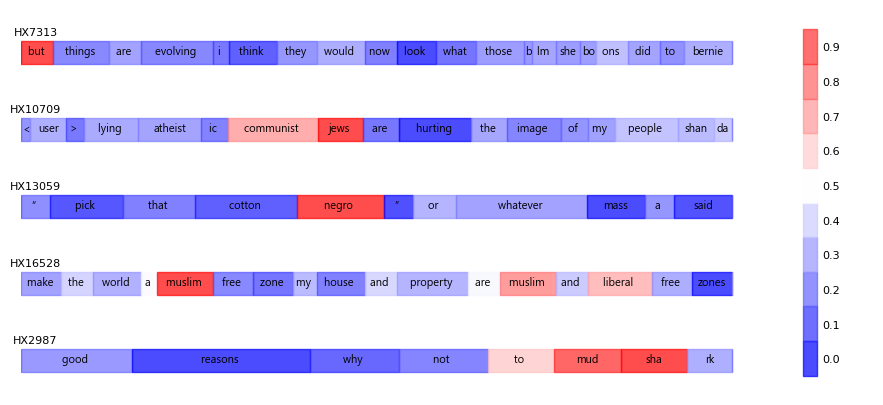 HX7313
but things are evolving i think they would now look what those b lm she bo ons did to bernie
HX10709
< user > lying atheist ic communist jews are hurting the image of my people shan da
HX13059
" pick that cotton negro " or whatever mass a said
HX16528
make the world a muslim free zone my house and property are muslim and liberal free zones
HX2987
good reasons why not to mud sha rk
0.9
0.8
0.7
0.6
0.5
0.4
0.3
0.2
0.1
0.0